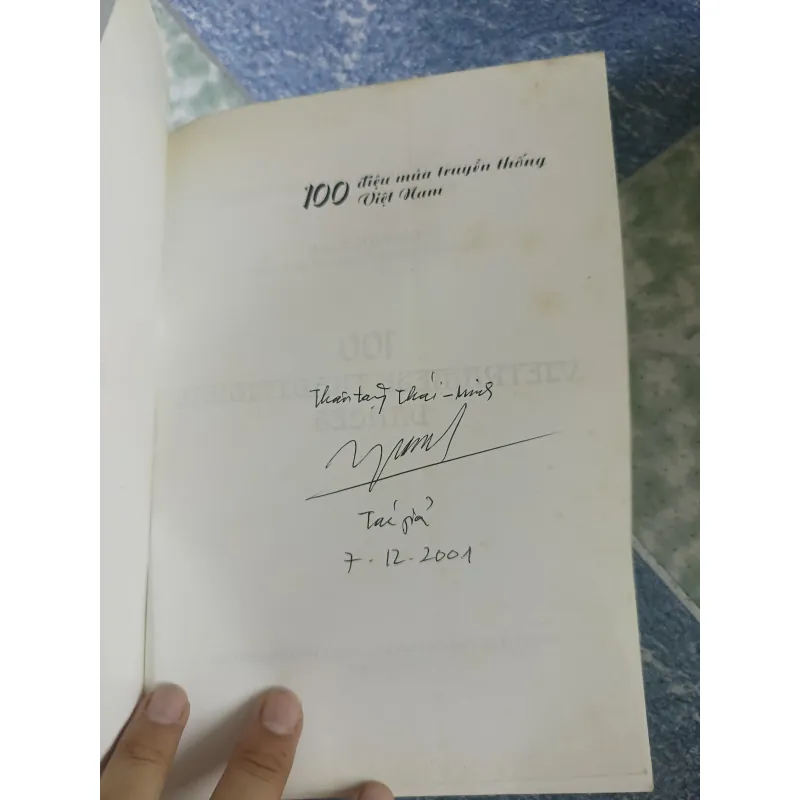 100 điệu múa truyền thống
Việt Nam
Thân tặng Thái - Minh
Tác giả
7.12.2001